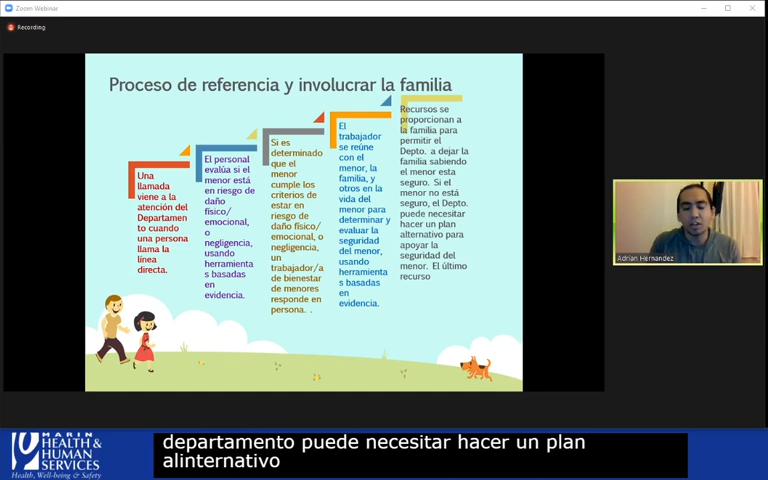 Zoom Webinar
Recording
Proceso de referencia y involucrar la familia
Una
llamada
viene a la
atención del
Departamen
to cuando
una persona
llama la
línea
directa.
El personal
evalúa si el
menor está
en riesgo de
daño
físico/
emocional,
o
negligencia,
usando
herramienta
s basadas
en
evidencia.
Si es
determinado
que el
menor
cumple los
criterios de
estar en
riesgo de
daño físico/
emocional, o
negligencia,
un
trabajador/a
de bienestar
de menores
responde en
persona. .
El
trabajador
se reúne
con el
menor, la
familia, y
otros en la
vida del
menor para
determinar y
evaluar la
seguridad
del menor,
usando
herramienta
s basadas
en
evidencia.
Recursos se
proporcionan a
la familia para
permitir el
Depto. a dejar la
familia sabiendo
el menor esta
seguro. Si el
menor no está
seguro, el Depto.
puede necesitar
hacer un plan
alternativo para
apoyar la
seguridad del
menor. El último
recurso
Adrian Hernandez
MARIN
HEALTH &
HUMAN
SERVICES
Health, Well-being & Safety
departamento puede necesitar hacer un plan
alinternativo